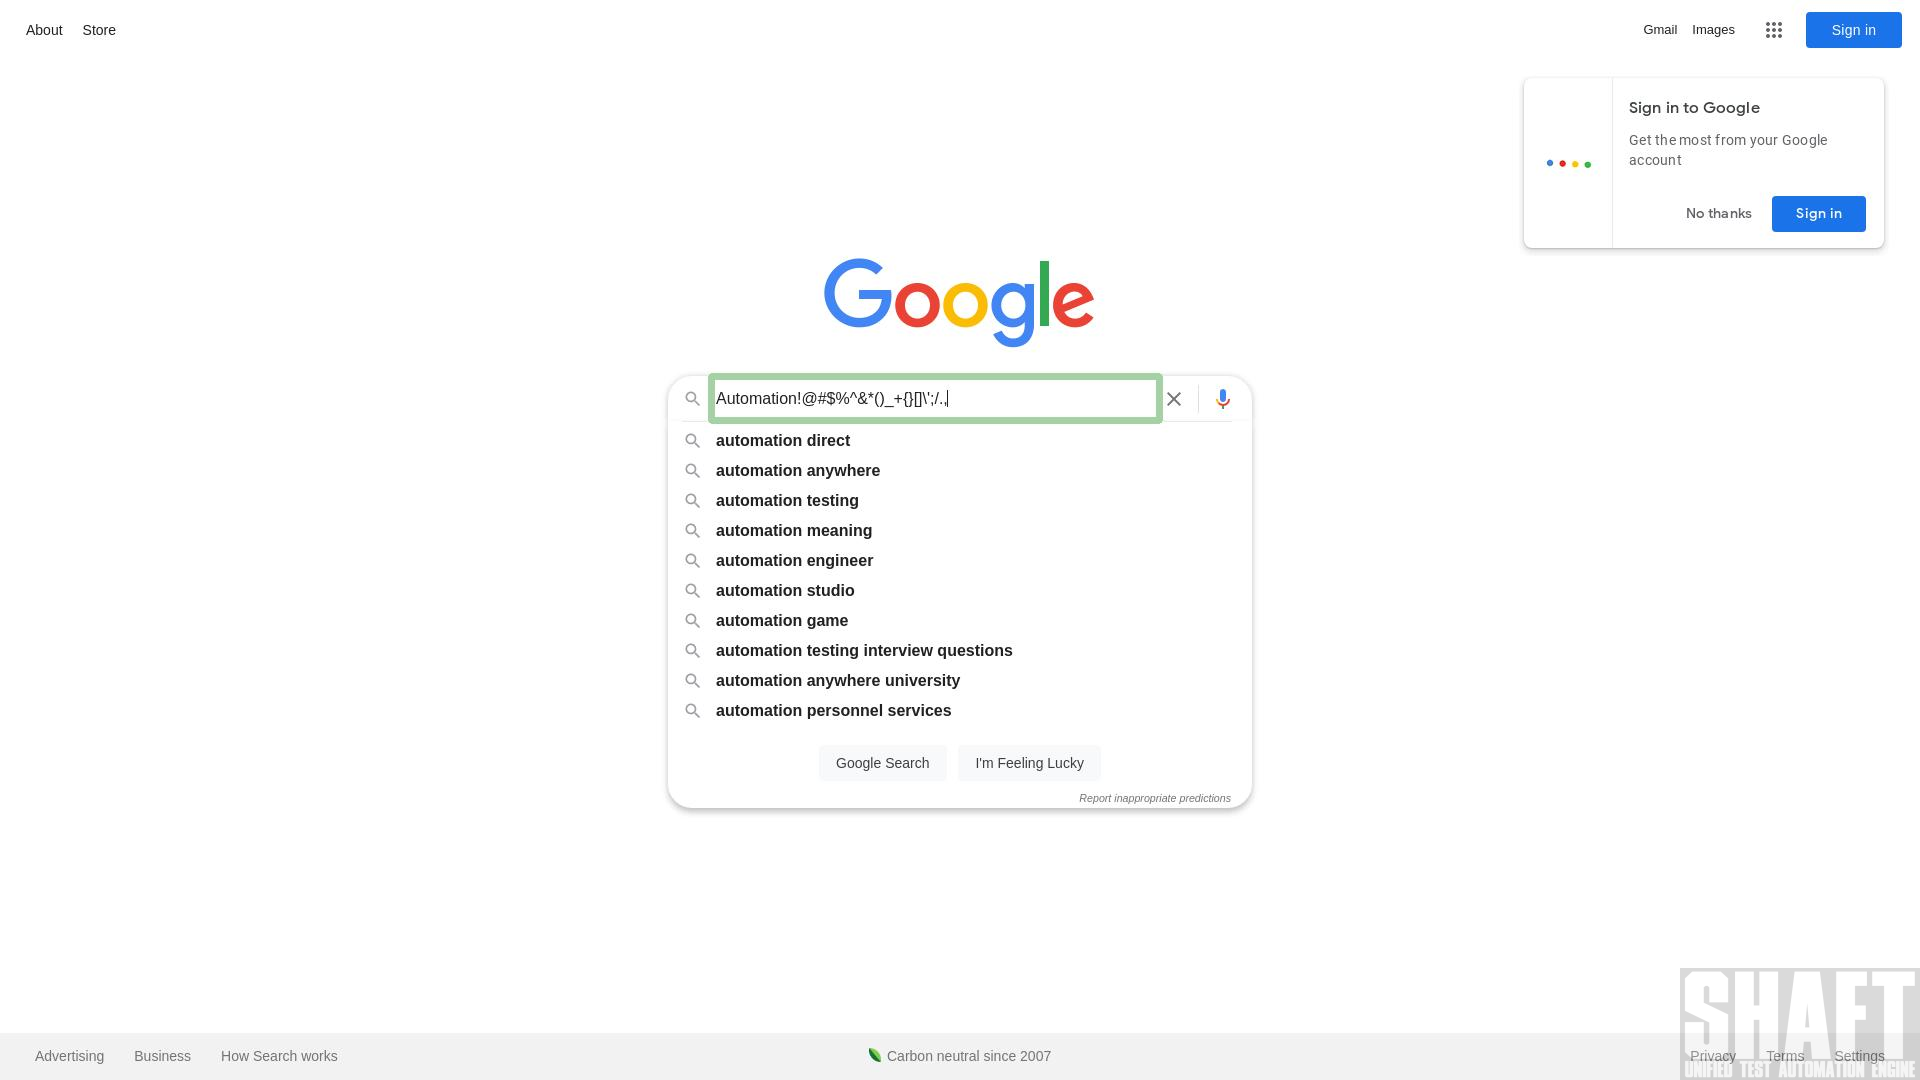 About Store
Gmail Images Sign in
Sign in to Google
Get the most from your Google
account
No thanks Sign in
Google
Automation!@#$%^&*()_+{}[]\';/.,
automation direct
automation anywhere
automation testing
automation meaning
automation engineer
automation studio
automation game
automation testing interview questions
automation anywhere university
automation personnel services
Google Search I'm Feeling Lucky
Report inappropriate predictions
SHAFT
Advertising Business How Search works Carbon neutral since 2007 Privacy Terms Settings
UNIFIED TEST AUTOMATION ENGINE